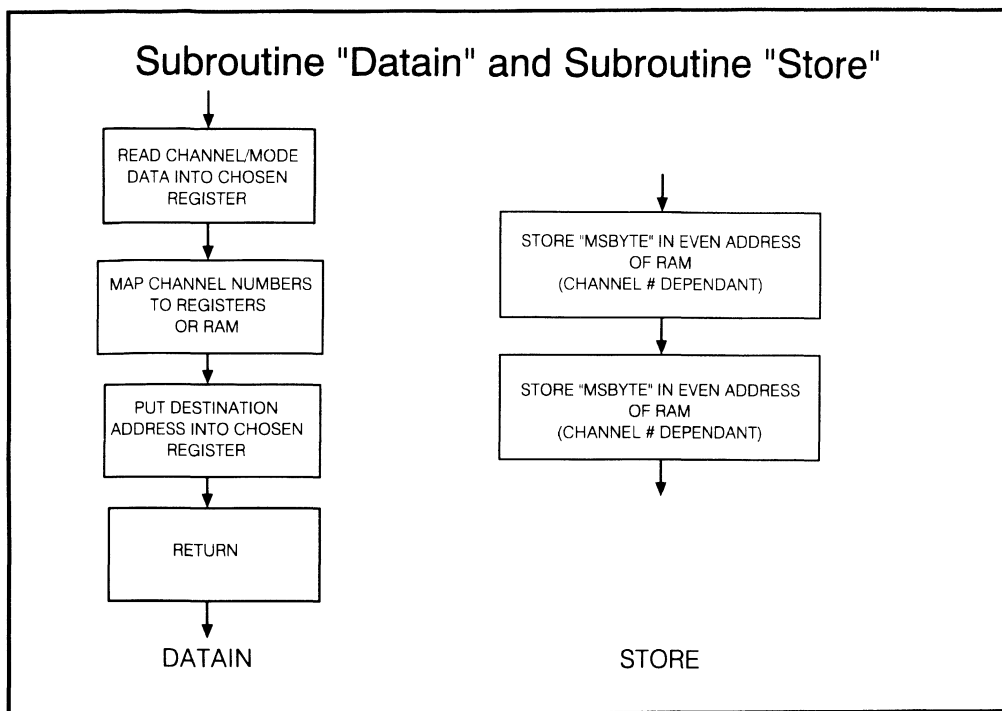 Subroutine "Datain" and Subroutine "Store"
READ CHANNEL/MODE
DATA INTO CHOSEN
REGISTER
MAP CHANNEL NUMBERS
TO REGISTERS
OR RAM
PUT DESTINATION
ADDRESS INTO CHOSEN
REGISTER
RETURN
DATAIN
STORE "MSBYTE" IN EVEN ADDRESS
OF RAM
(CHANNEL # DEPENDANT)
STORE "MSBYTE" IN EVEN ADDRESS
OF RAM
(CHANNEL # DEPENDANT)
STORE